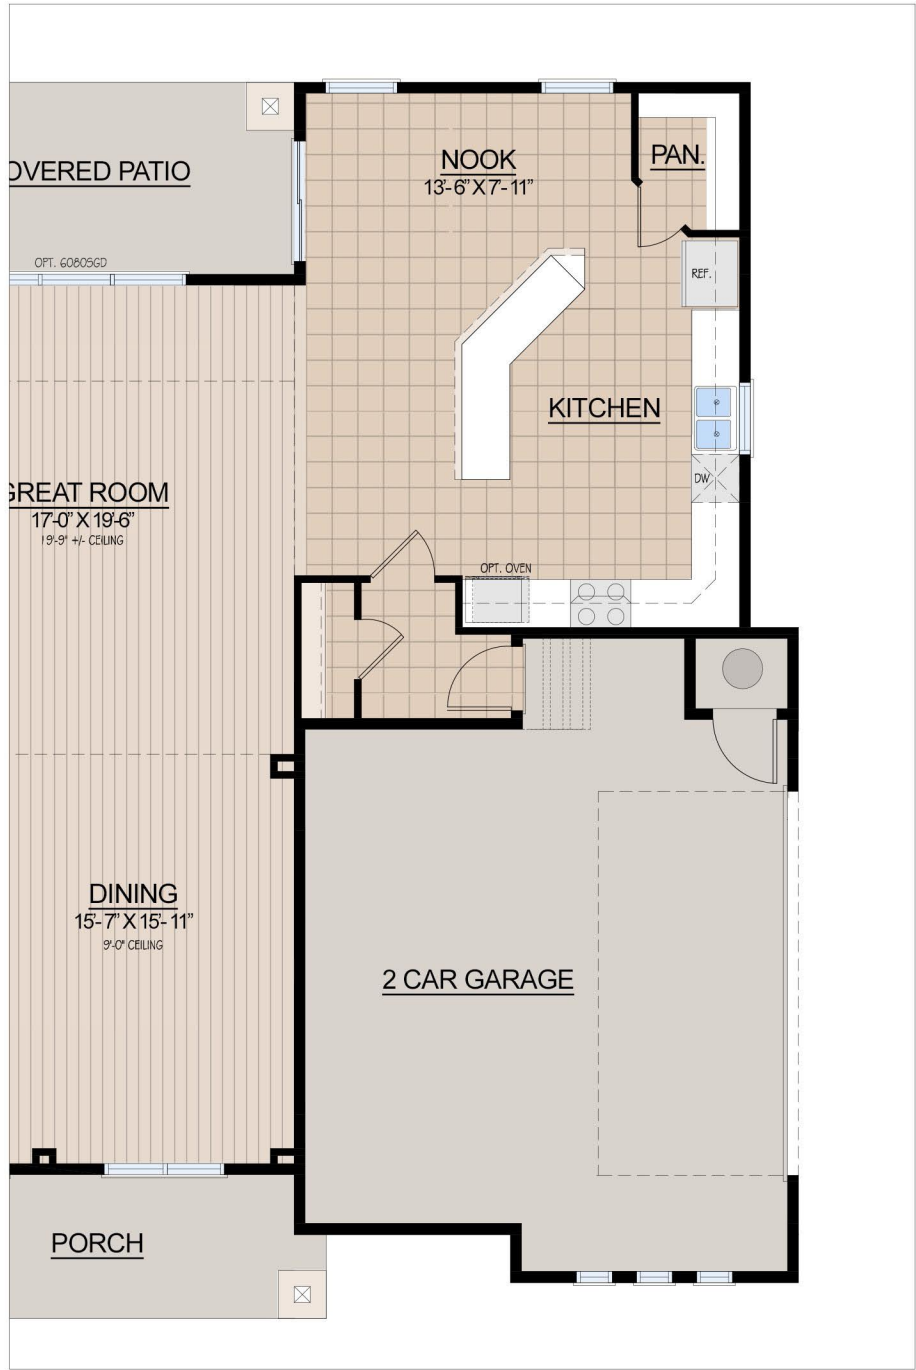 OVERED PATIO
OPT. 6080SGD
NOOK
13'-6" X 7'-11"
PAN.
REF.
KITCHEN
DW
OPT. OVEN
GREAT ROOM
17'-0" X 19'-6"
19'-9" +/- CEILING
DINING
15'-7" X 15'-11"
9'-0" CEILING
2 CAR GARAGE
PORCH